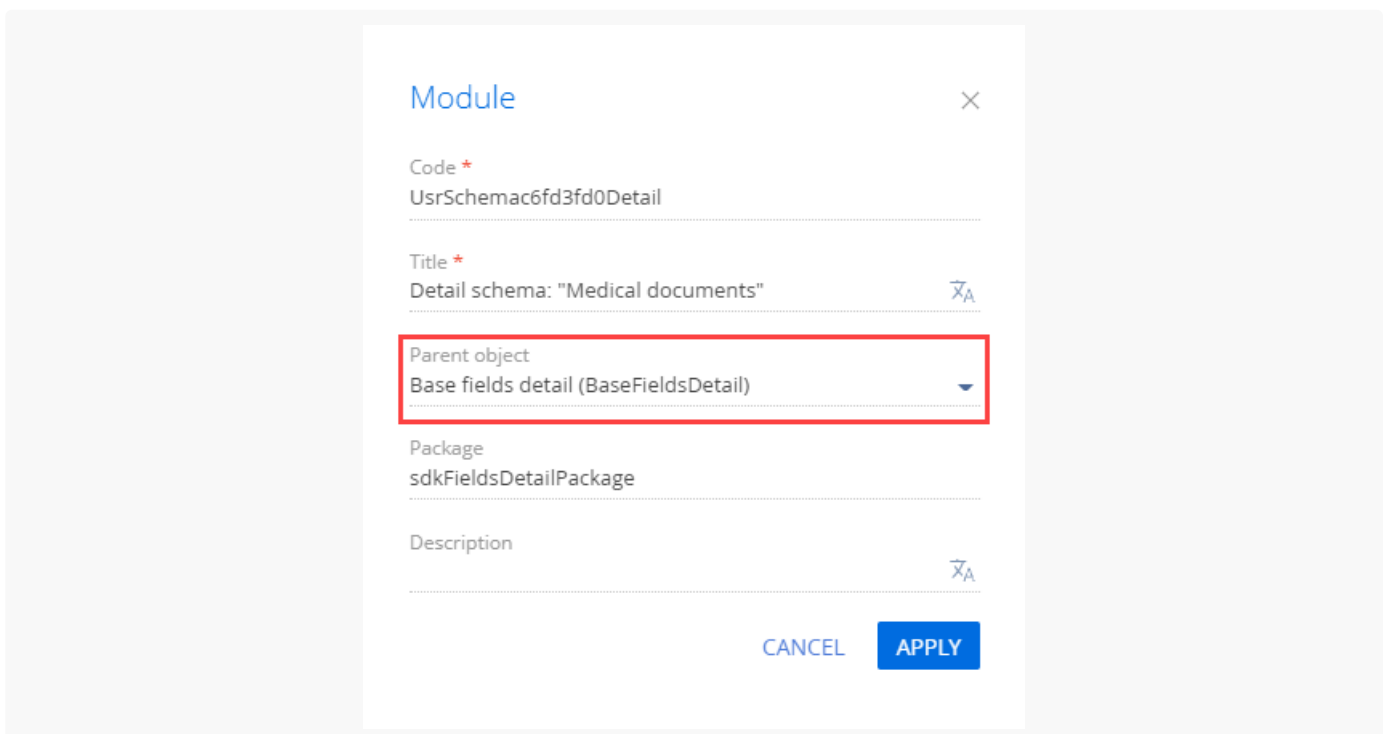 Module
Code *
UsrSchemac6fd3fd0Detail
Title *
Detail schema: "Medical documents"
Parent object
Base fields detail (BaseFieldsDetail)
Package
sdkFieldsDetailPackage
Description
CANCEL APPLY